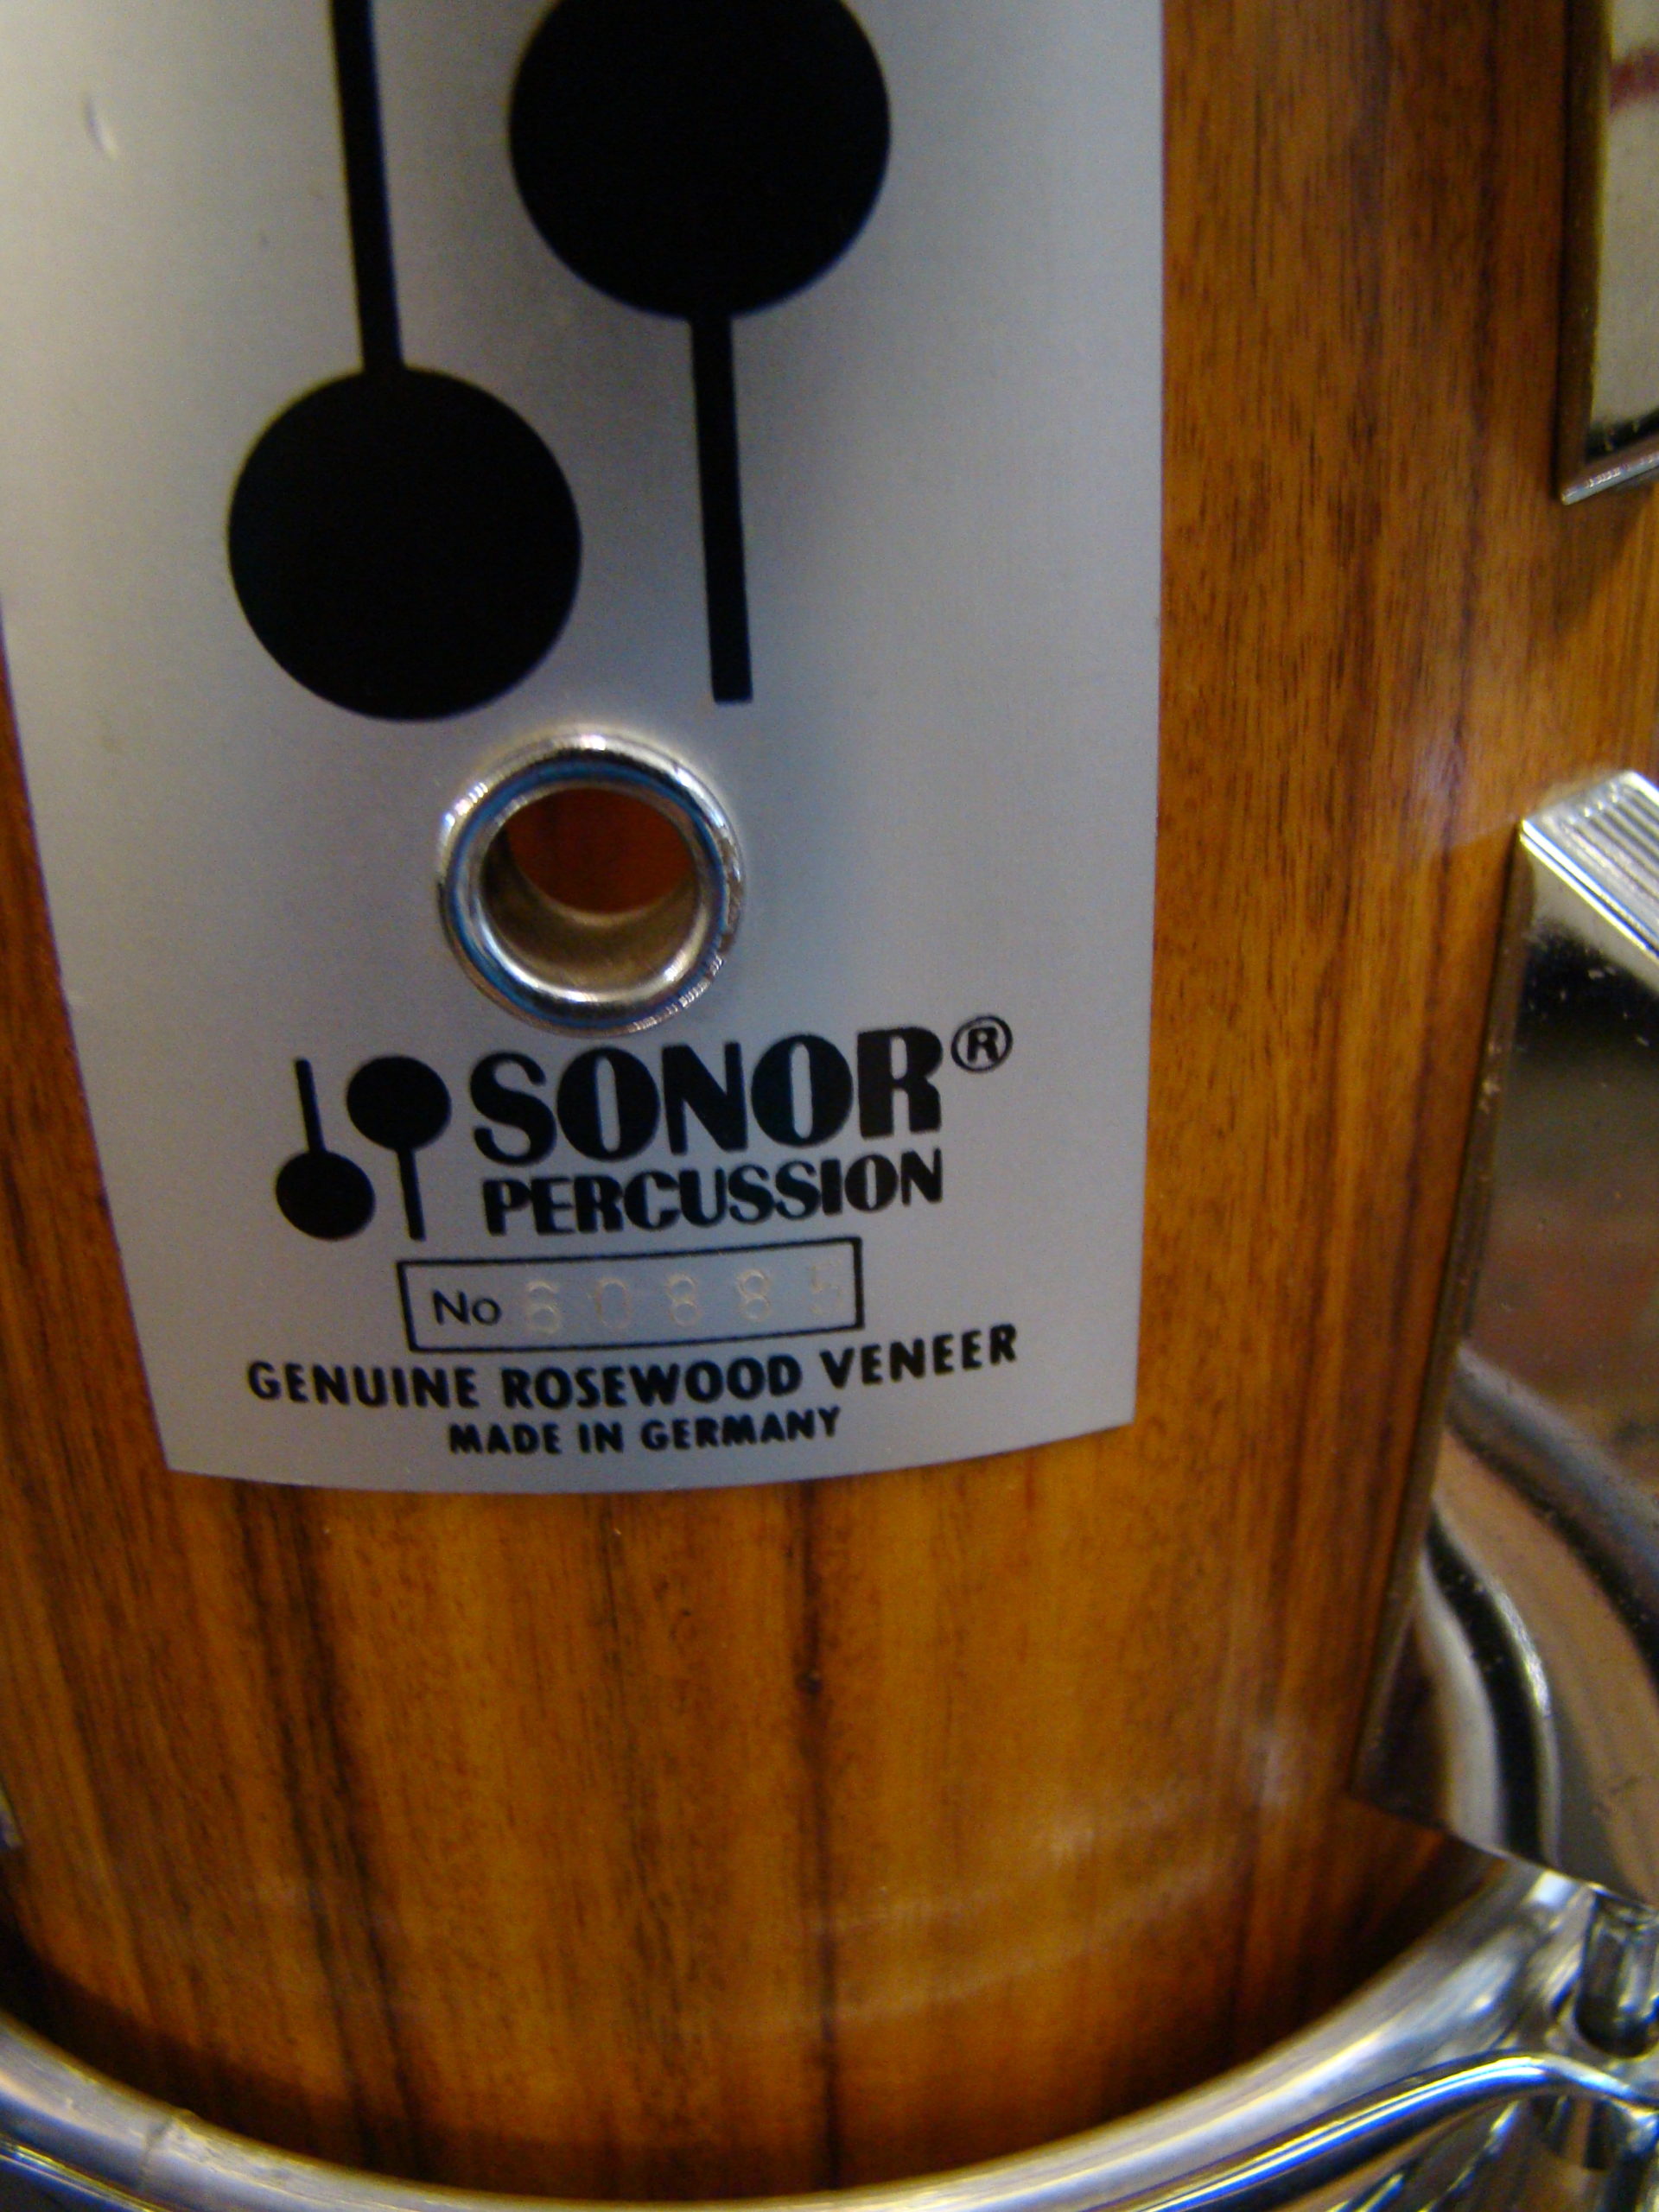 SONOR®
PERCUSSION
No
GENUINE ROSEWOOD VENEER
MADE IN GERMANY